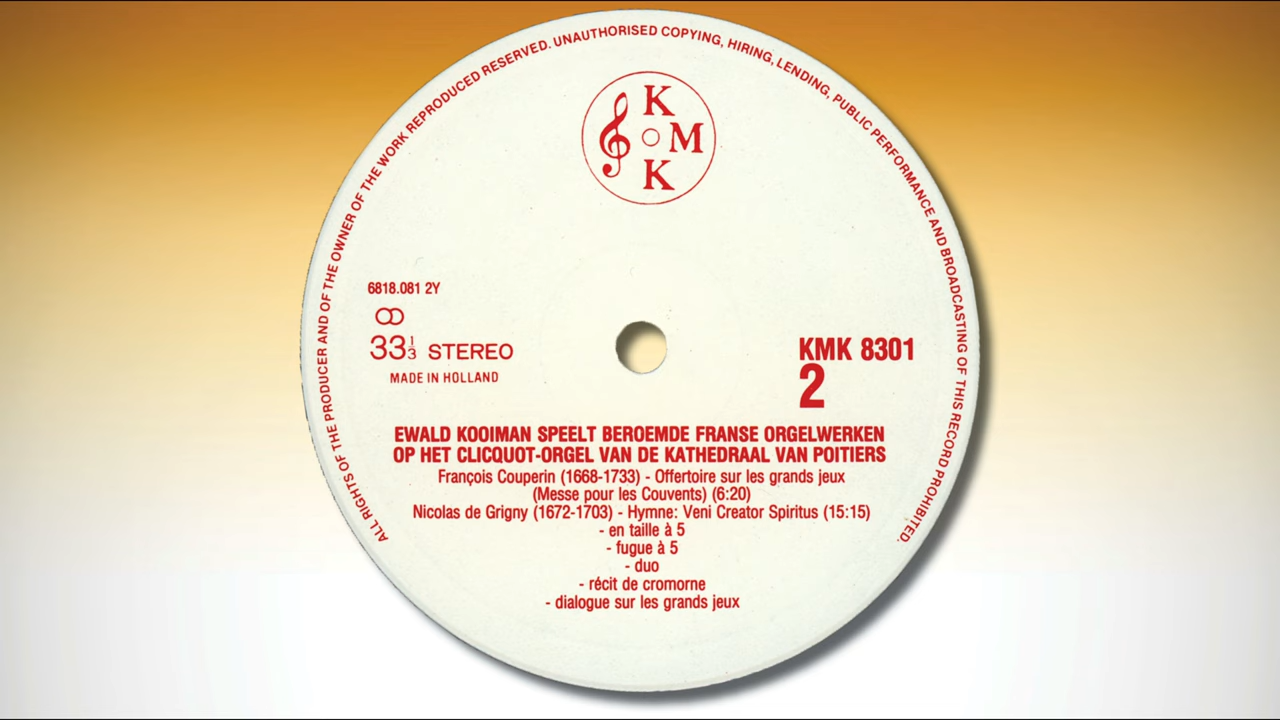 ALL RIGHTS OF THE PRODUCER AND OF THE OWNER OF THE WORK REPRODUCED RESERVED. UNAUTHORISED COPYING, HIRING, LENDING, PUBLIC PERFORMANCE AND BROADCASTING OF THIS RECORD PROHIBITED.
K
M
K
6818.081 2Y
33⅓ STEREO
MADE IN HOLLAND
KMK 8301
2
EWALD KOOIMAN SPEELT BEROEMDE FRANSE ORGELWERKEN
OP HET CLICQUOT-ORGEL VAN DE KATHEDRAAL VAN POITIERS
François Couperin (1668-1733) - Offertoire sur les grands jeux
(Messe pour les Couvents) (6:20)
Nicolas de Grigny (1672-1703) - Hymne: Veni Creator Spiritus (15:15)
- en taille à 5
- fugue à 5
- duo
- récit de cromorne
- dialogue sur les grands jeux